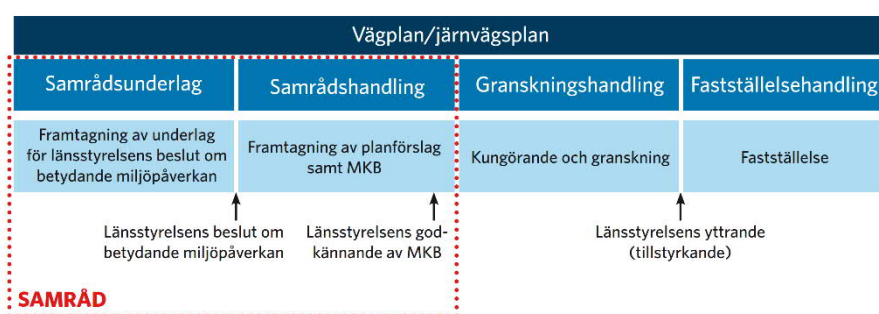 Vägplan/järnvägsplan
Samrådsunderlag
Samrådshandling
Granskningshandling
Fastställelsehandling
Framtagning av underlag
för länsstyrelsens beslut om
betydande miljöpåverkan
Framtagning av planförslag
samt MKB
Kungörande och granskning
Fastställelse
Länsstyrelsens beslut om
betydande miljöpåverkan
Länsstyrelsens god-
kännande av MKB
Länsstyrelsens yttrande
(tillstyrkande)
SAMRÅD